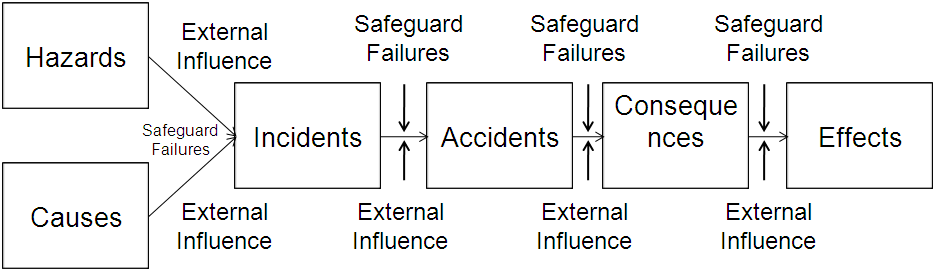 Hazards
External
Influence
Safeguard
Failures
Safeguard
Failures
Safeguard
Failures
Safeguard
Failures
Incidents
Accidents
Conseque
nces
Effects
Causes
External
Influence
External
Influence
External
Influence
External
Influence